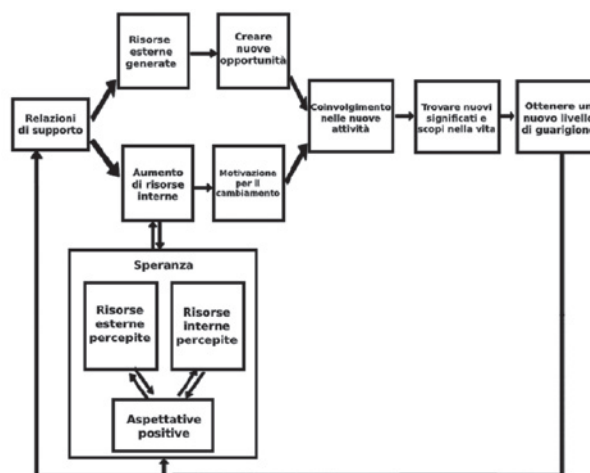 Risorse
esterne
generate
Creare
nuove
opportunità
Relazioni
di supporto
Coinvolgimento
nelle nuove
attività
Trovare nuovi
significati e
scopi nella vita
Ottenere un
nuovo livello
di guarigione
Aumento
di risorse
interne
Motivazione
per il
cambiamento
Speranza
Risorse
esterne
percepite
Risorse
interne
percepite
Aspettative
positive